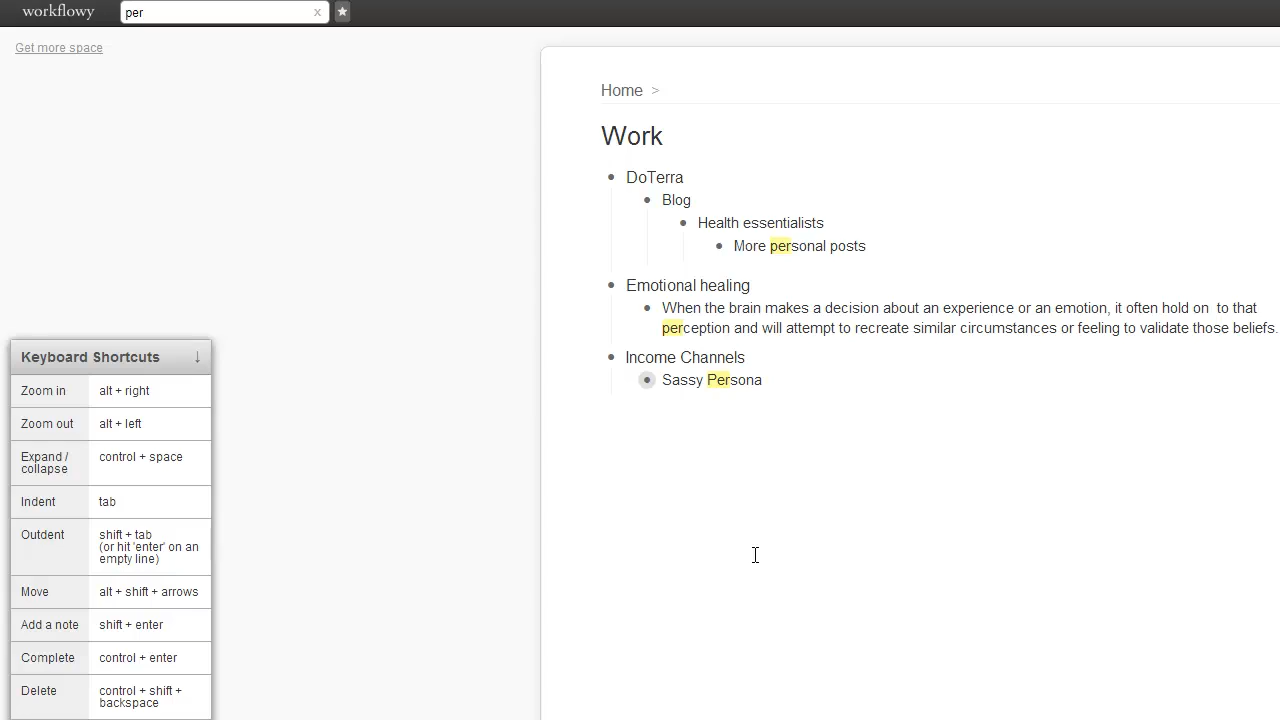 workflowy per x
Get more space
Home >
Work
DoTerra
Blog
Health essentialists
More personal posts
Emotional healing
When the brain makes a decision about an experience or an emotion, it often hold on  to that
perception and will attempt to recreate similar circumstances or feeling to validate those beliefs.
Income Channels
Sassy Persona
Keyboard Shortcuts ↓
Zoom in alt + right
Zoom out alt + left
Expand / control + space
collapse
Indent tab
Outdent shift + tab
(or hit 'enter' on an
empty line)
Move alt + shift + arrows
Add a note shift + enter
Complete control + enter
Delete control + shift +
backspace